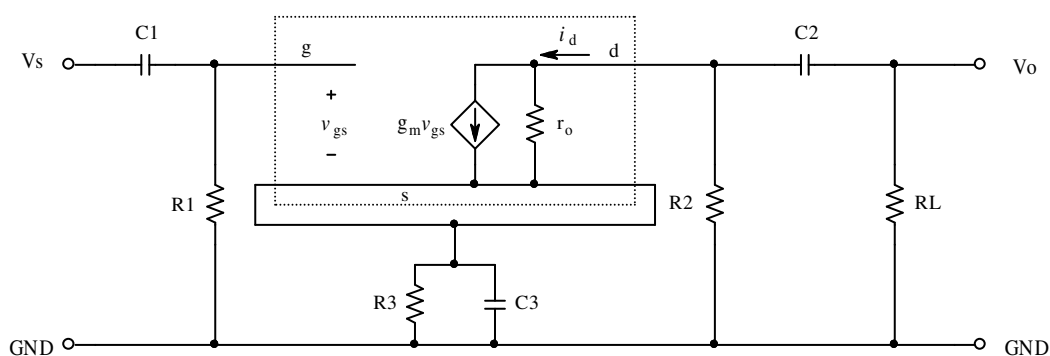 C1
C2
Vs
g
i d
d
Vo
+
v gs
−
g m v gs
r o
s
R1
R2
RL
R3
C3
GND
GND